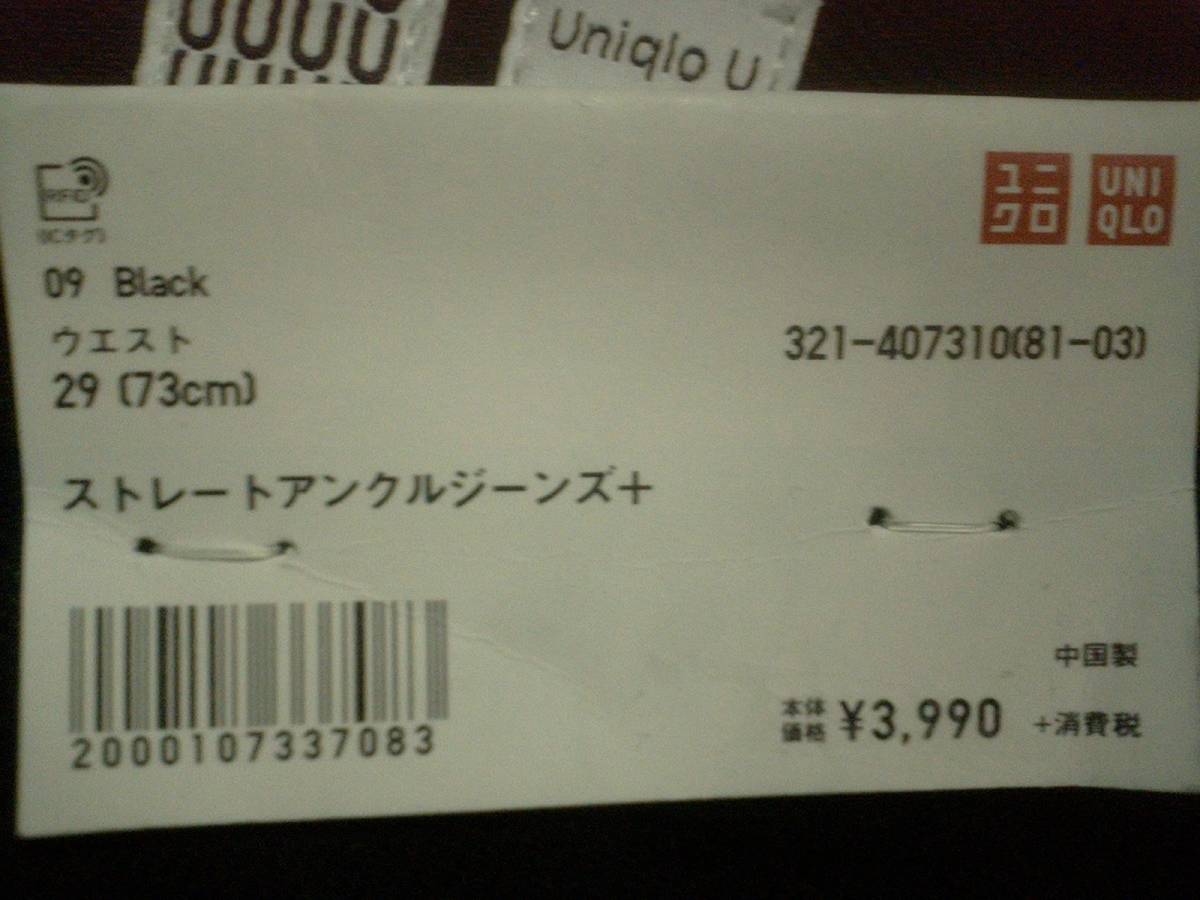 UUUU
Uniqlo U
RFID
(ICタグ)
ユニ
クロ
UNI
QLO
09 Black
ウエスト
29 (73cm)
321-407310(81-03)
ストレートアンクルジーンズ+
2000107337083
中国製
本体
価格 ¥3,990 +消費税